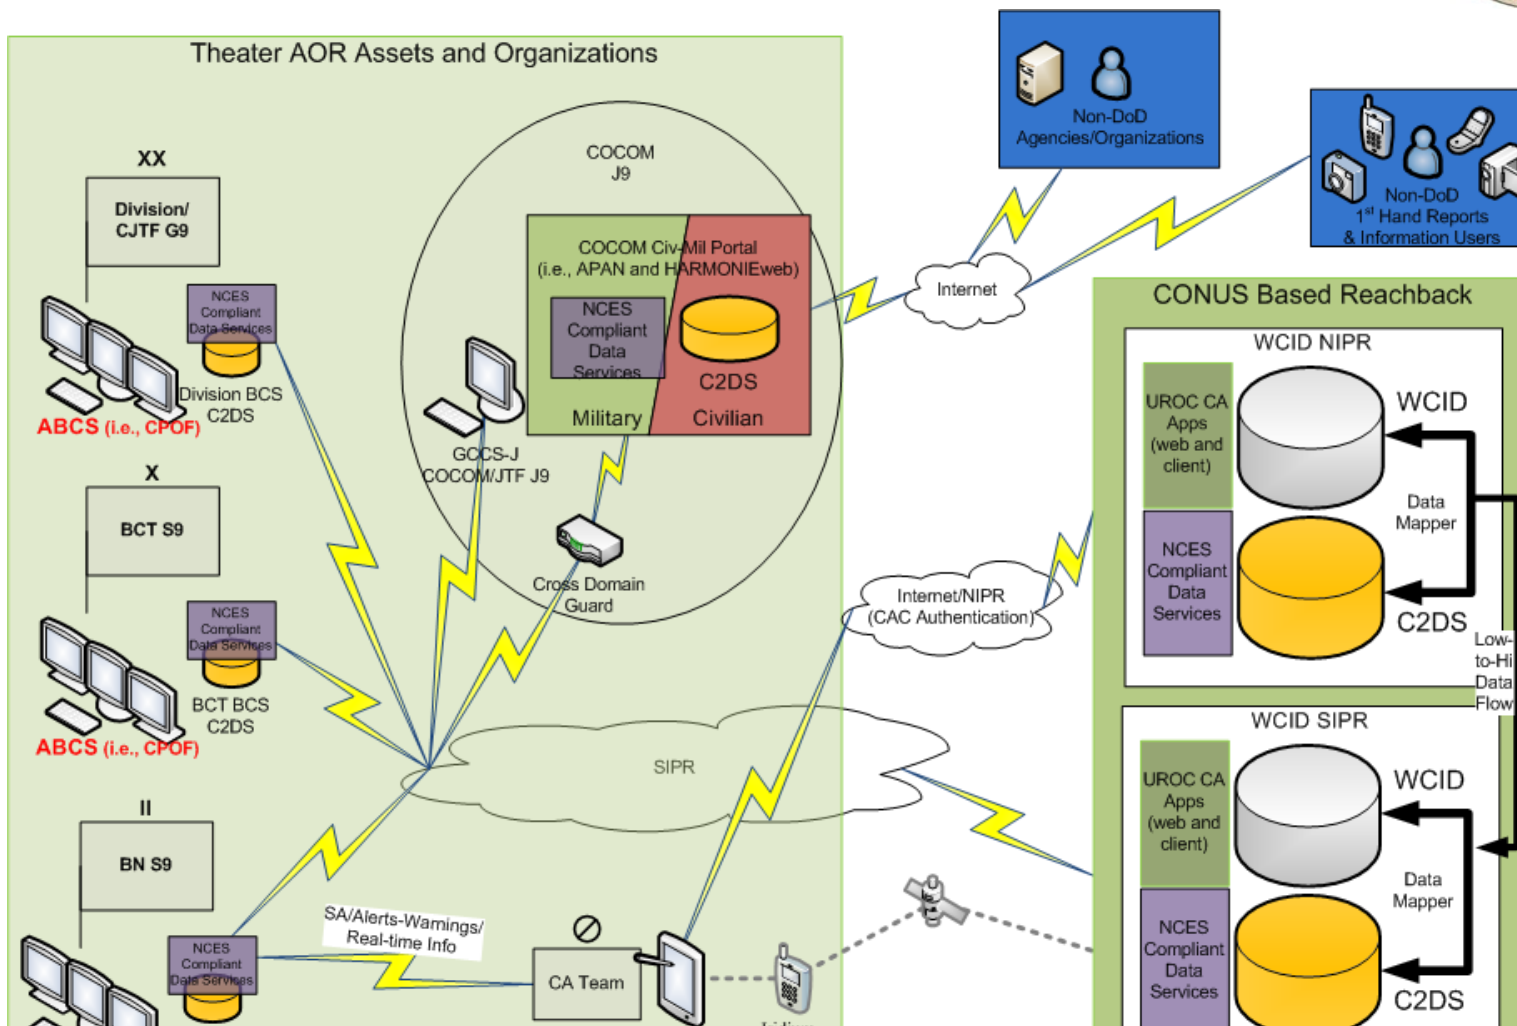 Theater AOR Assets and Organizations
XX
Division/
CJTF G9
NCES
Compliant
Data Services
Division BCS
C2DS
ABCS (i.e., CPOF)
X
BCT S9
NCES
Compliant
Data Services
BCT BCS
C2DS
ABCS (i.e., CPOF)
II
BN S9
NCES
Compliant
Data Services
COCOM
J9
COCOM Civ-Mil Portal
(i.e., APAN and HARMONIEweb)
NCES
Compliant
Data
Services
C2DS
Military
Civilian
GCCS-J
COCOM/JTF J9
Cross Domain
Guard
SIPR
SA/Alerts-Warnings/
Real-time Info
CA Team
Non-DoD
Agencies/Organizations
Non-DoD
1st Hand Reports
& Information Users
Internet
Internet/NIPR
(CAC Authentication)
CONUS Based Reachback
WCID NIPR
UROC CA
Apps
(web and
client)
NCES
Compliant
Data
Services
WCID
Data
Mapper
C2DS
Low-
to-Hi
Data
Flow
WCID SIPR
UROC CA
Apps
(web and
client)
NCES
Compliant
Data
Services
WCID
Data
Mapper
C2DS